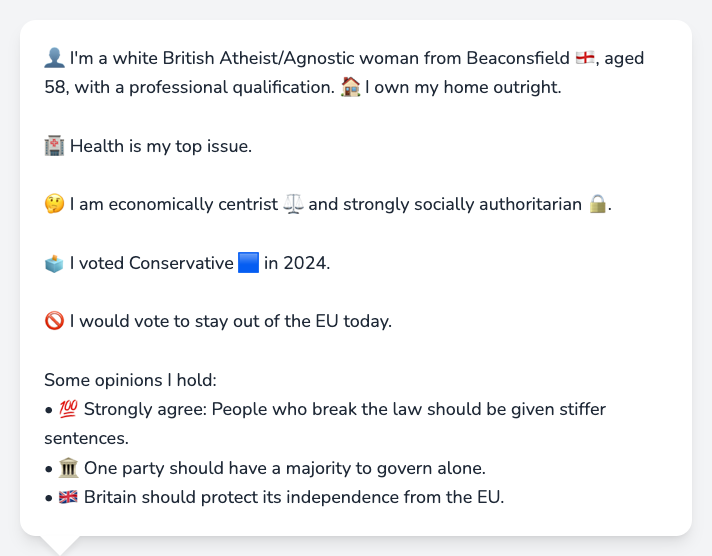 👤 I'm a white British Atheist/Agnostic woman from Beaconsfield 🏴󠁧󠁢󠁥󠁮󠁧󠁿, aged
58, with a professional qualification. 🏠 I own my home outright.
🏥 Health is my top issue.
🤔 I am economically centrist ⚖️ and strongly socially authoritarian 🔒.
🗳️ I voted Conservative 🟦 in 2024.
🚫 I would vote to stay out of the EU today.
Some opinions I hold:
• 💯 Strongly agree: People who break the law should be given stiffer
sentences.
• 🏛️ One party should have a majority to govern alone.
• 🇬🇧 Britain should protect its independence from the EU.